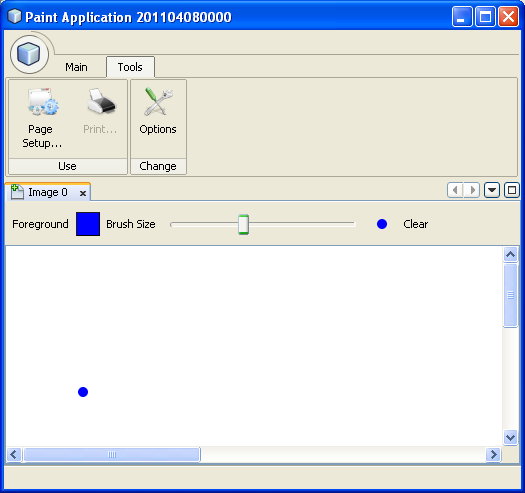 Paint Application 201104080000
Main Tools
Page
Setup...
Print...
Options
Use
Change
Image 0
Foreground Brush Size Clear